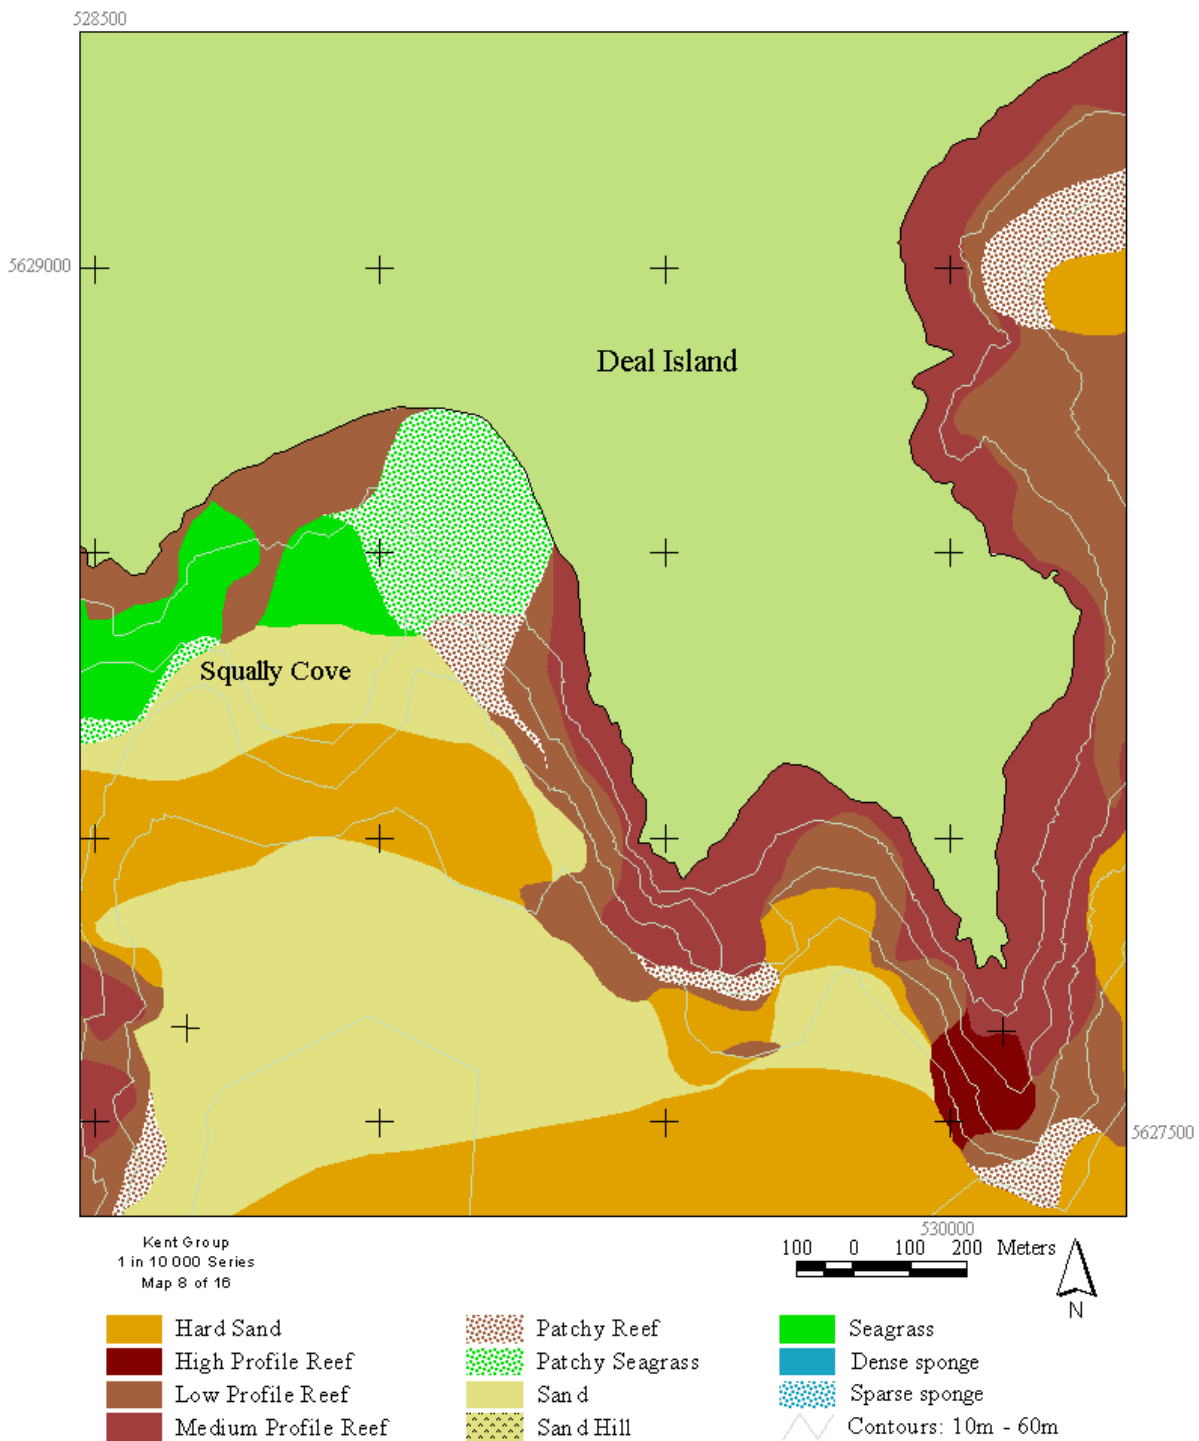 528500
5629000
Deal Island
Squally Cove
5627500
530000
Kent Group
1 in 10 000 Series
Map 8 of 16
100 0 100 200 Meters
N
Hard Sand
High Profile Reef
Low Profile Reef
Medium Profile Reef
Patchy Reef
Patchy Seagrass
Sand
Sand Hill
Seagrass
Dense sponge
Sparse sponge
Contours: 10m - 60m